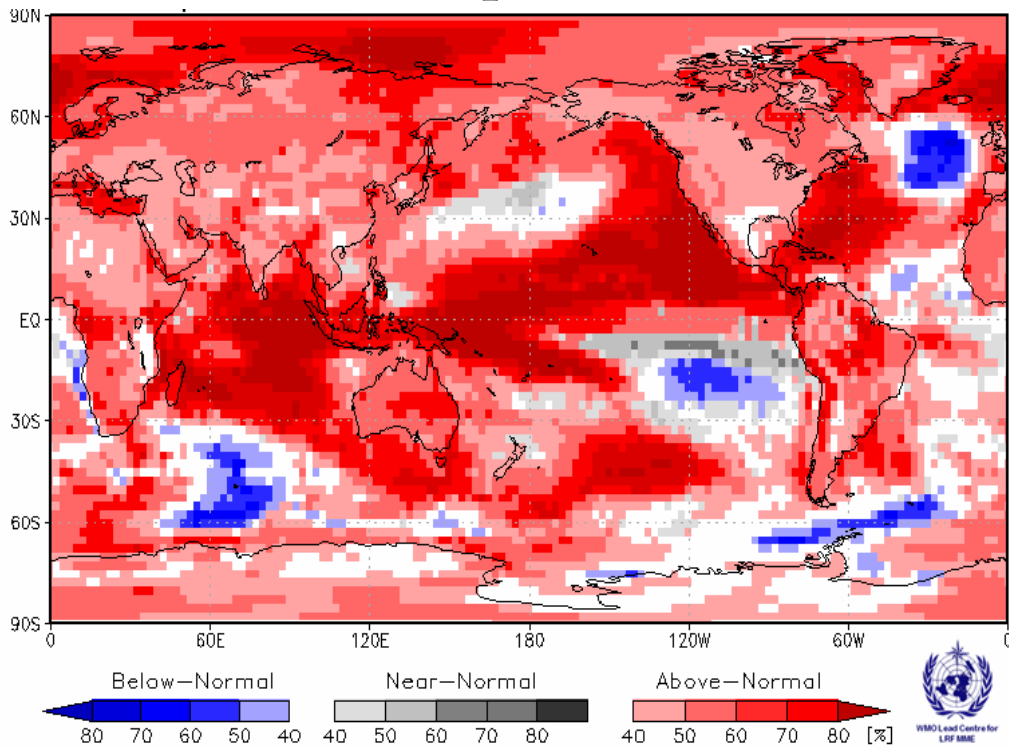 90N
60N
30N
EQ
30S
60S
90S
0 60E 120E 180 120W 60W 0
Below-Normal Near-Normal Above-Normal
80 70 60 50 40 40 50 60 70 80 40 50 60 70 80 [%]
WMO Lead Centre for
LRF MME